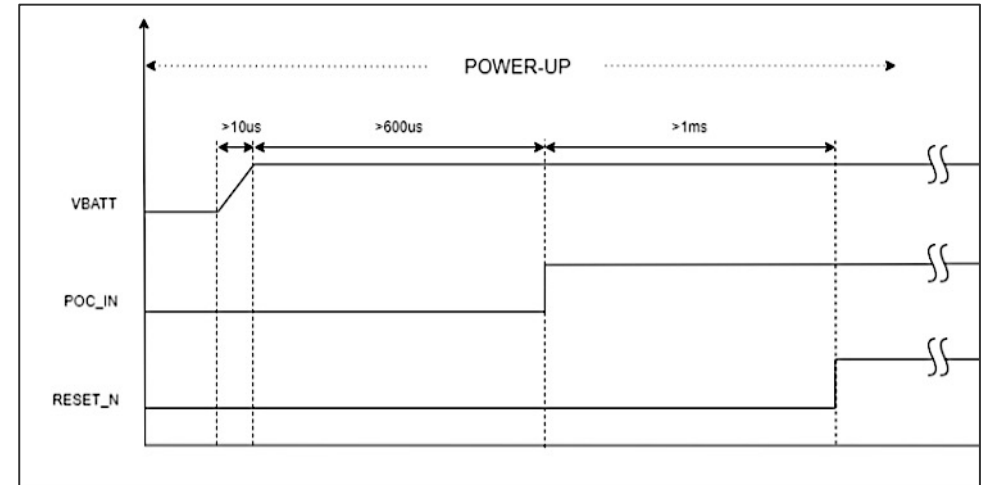 POWER-UP
>10us >600us >1ms
VBATT
POC_IN
RESET_N